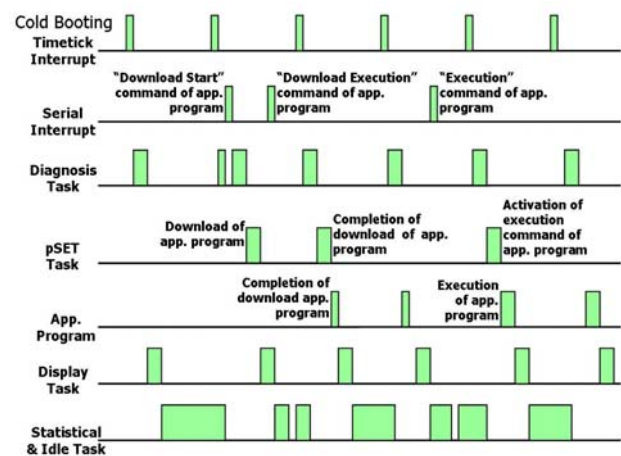 Cold Booting
Timetick
Interrupt
"Download Start"
command of app.
program
"Download Execution"
command of app.
program
"Execution"
command of app.
program
Serial
Interrupt
Diagnosis
Task
Download of
app. program
Completion of
download of app.
program
Activation of
execution
command of
app. program
pSET
Task
Completion of
download app.
program
Execution
of app.
program
App.
Program
Display
Task
Statistical
& Idle Task